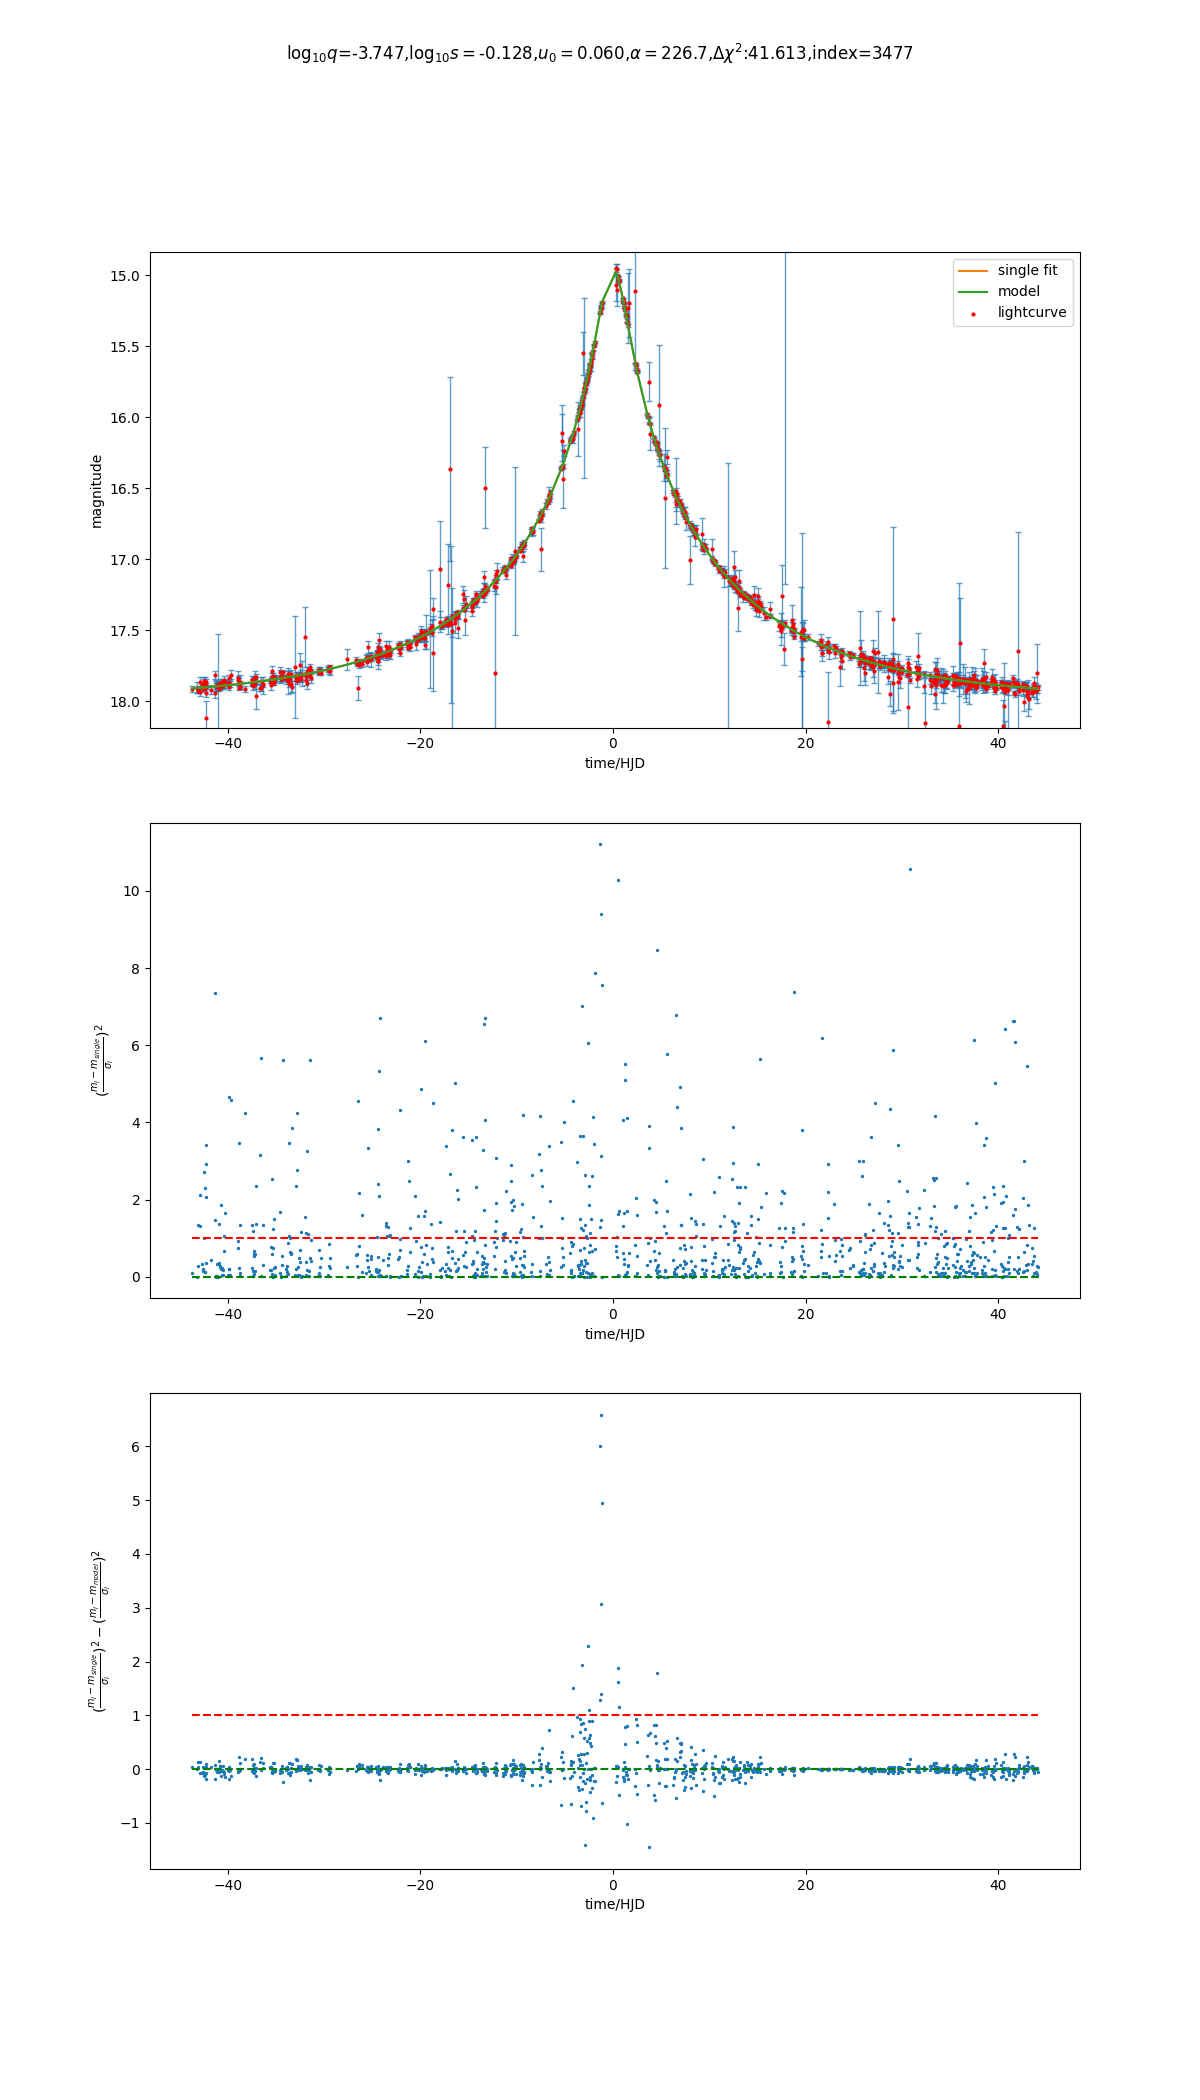 log₁₀q=-3.747,log₁₀s = -0.128,u₀ = 0.060,α = 226.7,Δχ²:41.613,index=3477
15.0
15.5
16.0
16.5
17.0
17.5
18.0
magnitude
single fit
model
lightcurve
−40 −20 0 20 40
time/HJD
10
8
6
4
2
0
((mᵢ − m_single)/σᵢ)²
−40 −20 0 20 40
time/HJD
6
5
4
3
2
1
0
−1
((mᵢ − m_single)/σᵢ)² − ((mᵢ − m_model)/σᵢ)²
−40 −20 0 20 40
time/HJD